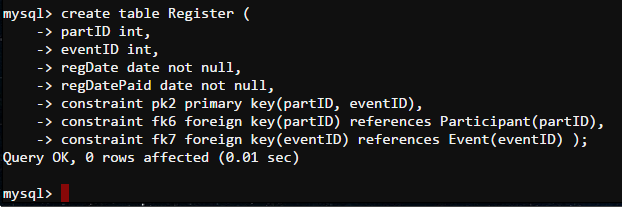 mysql> create table Register (
    -> partID int,
    -> eventID int,
    -> regDate date not null,
    -> regDatePaid date not null,
    -> constraint pk2 primary key(partID, eventID),
    -> constraint fk6 foreign key(partID) references Participant(partID),
    -> constraint fk7 foreign key(eventID) references Event(eventID) );
Query OK, 0 rows affected (0.01 sec)
mysql>